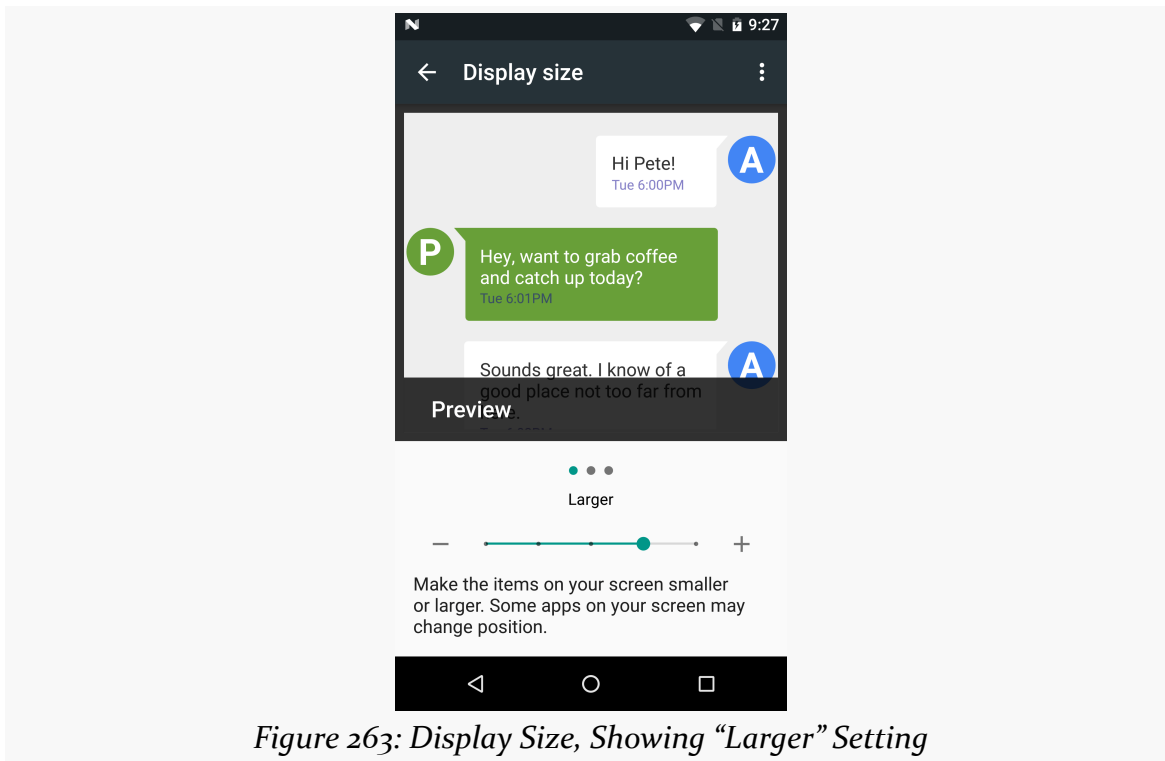 9:27
Display size
Hi Pete!
Tue 6:00PM
A
P
Hey, want to grab coffee
and catch up today?
Tue 6:01PM
Sounds great. I know of a
A
good place not too far from
Preview
Larger
Make the items on your screen smaller
or larger. Some apps on your screen may
change position.
Figure 263: Display Size, Showing “Larger” Setting